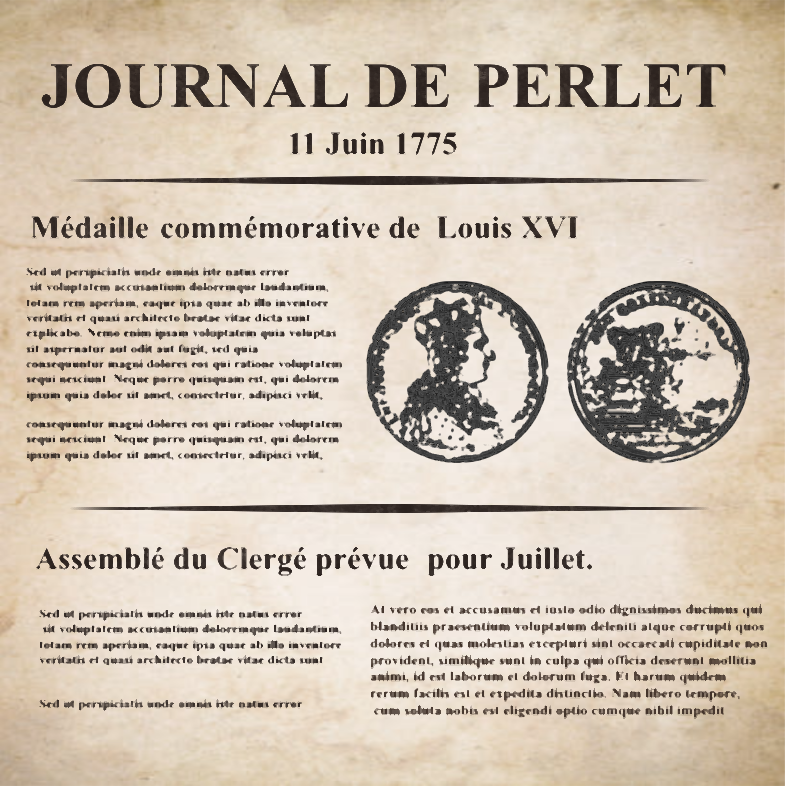 JOURNAL DE PERLET
11 Juin 1775
Médaille commémorative de Louis XVI
Sed ut perspiciatis unde omnis iste natus error
sit voluptatem accusantium doloremque laudantium,
totam rem aperiam, eaque ipsa quae ab illo inventore
veritatis et quasi architecto beatae vitae dicta sunt
explicabo. Nemo enim ipsam voluptatem quia voluptas
sit aspernatur aut odit aut fugit, sed quia
consequuntur magni dolores eos qui ratione voluptatem
sequi nesciunt. Neque porro quisquam est, qui dolorem
ipsum quia dolor sit amet, consectetur, adipisci velit,
consequuntur magni dolores eos qui ratione voluptatem
sequi nesciunt. Neque porro quisquam est, qui dolorem
ipsum quia dolor sit amet, consectetur, adipisci velit,
Assemblé du Clergé prévue pour Juillet.
Sed ut perspiciatis unde omnis iste natus error
sit voluptatem accusantium doloremque laudantium,
totam rem aperiam, eaque ipsa quae ab illo inventore
veritatis et quasi architecto beatae vitae dicta sunt
Sed ut perspiciatis unde omnis iste natus error
At vero eos et accusamus et iusto odio dignissimos ducimus qui
blanditiis praesentium voluptatum deleniti atque corrupti quos
dolores et quas molestias excepturi sint occaecati cupiditate non
provident, similique sunt in culpa qui officia deserunt mollitia
animi, id est laborum et dolorum fuga. Et harum quidem
rerum facilis est et expedita distinctio. Nam libero tempore,
cum soluta nobis est eligendi optio cumque nibil impedit